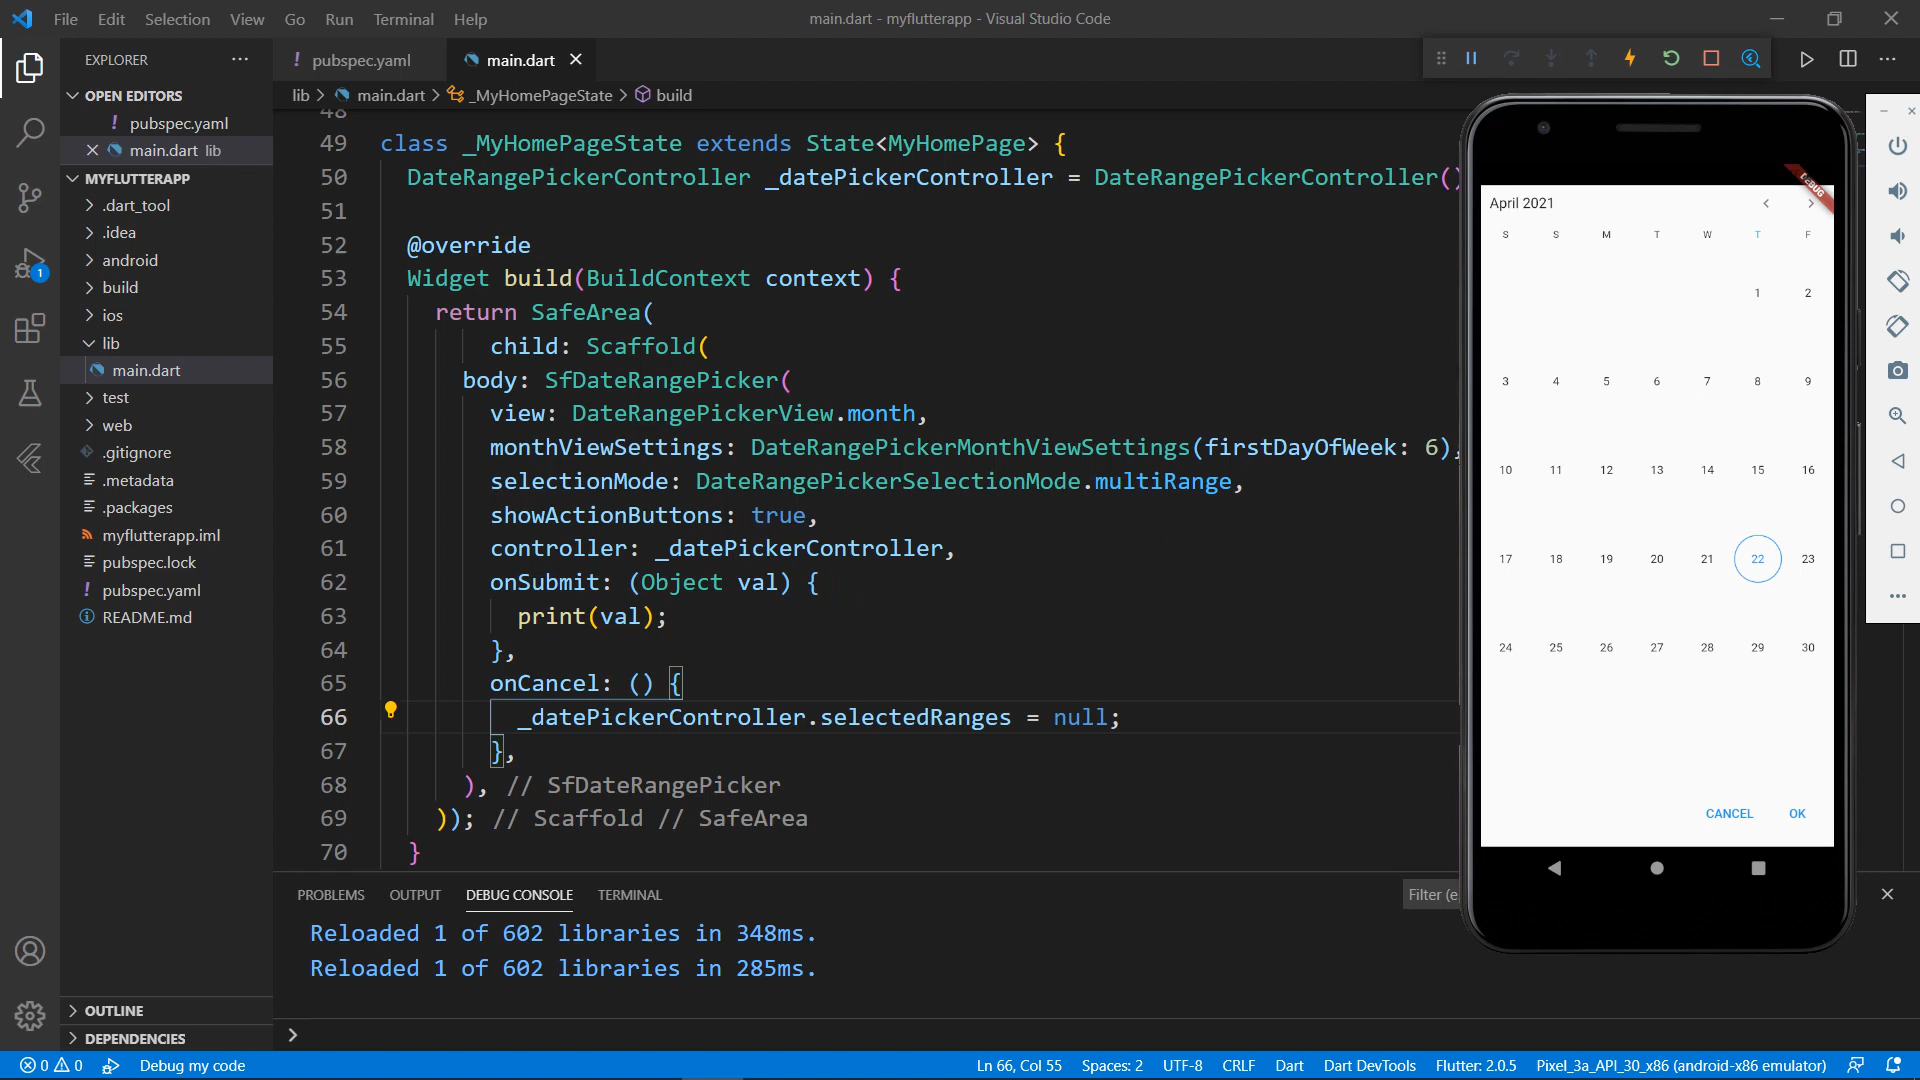 File Edit Selection View Go Run Terminal Help
main.dart - myflutterapp - Visual Studio Code
EXPLORER
OPEN EDITORS
! pubspec.yaml
main.dart lib
MYFLUTTERAPP
.dart_tool
.idea
android
build
ios
lib
main.dart
test
web
.gitignore
.metadata
.packages
myflutterapp.iml
pubspec.lock
! pubspec.yaml
README.md
OUTLINE
DEPENDENCIES
1
! pubspec.yaml
main.dart
lib > main.dart > _MyHomePageState > build
48
49 class _MyHomePageState extends State<MyHomePage> {
50 DateRangePickerController _datePickerController = DateRangePickerController()
51
52 @override
53 Widget build(BuildContext context) {
54 return SafeArea(
55 child: Scaffold(
56 body: SfDateRangePicker(
57 view: DateRangePickerView.month,
58 monthViewSettings: DateRangePickerMonthViewSettings(firstDayOfWeek: 6),
59 selectionMode: DateRangePickerSelectionMode.multiRange,
60 showActionButtons: true,
61 controller: _datePickerController,
62 onSubmit: (Object val) {
63 print(val);
64 },
65 onCancel: () {
66 _datePickerController.selectedRanges = null;
67 },
68 ), // SfDateRangePicker
69 )); // Scaffold // SafeArea
70 }
PROBLEMS OUTPUT DEBUG CONSOLE TERMINAL
Filter (e
Reloaded 1 of 602 libraries in 348ms.
Reloaded 1 of 602 libraries in 285ms.
DEBUG
April 2021
S S M T W T F
1 2
3 4 5 6 7 8 9
10 11 12 13 14 15 16
17 18 19 20 21 22 23
24 25 26 27 28 29 30
CANCEL OK
0 0 Debug my code
Ln 66, Col 55 Spaces: 2 UTF-8 CRLF Dart Dart DevTools Flutter: 2.0.5 Pixel_3a_API_30_x86 (android-x86 emulator)